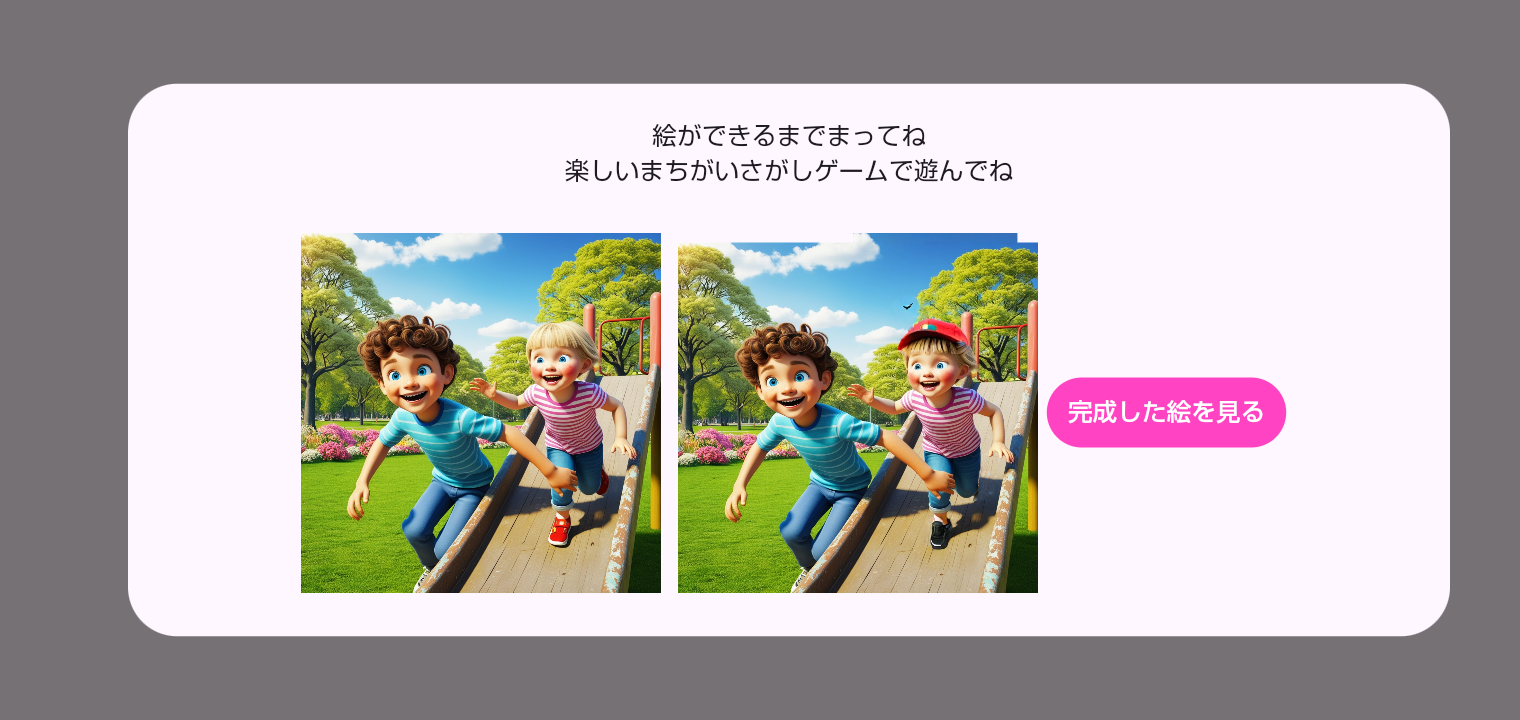 絵ができるまでまってね
楽しいまちがいさがしゲームで遊んでね
完成した絵を見る